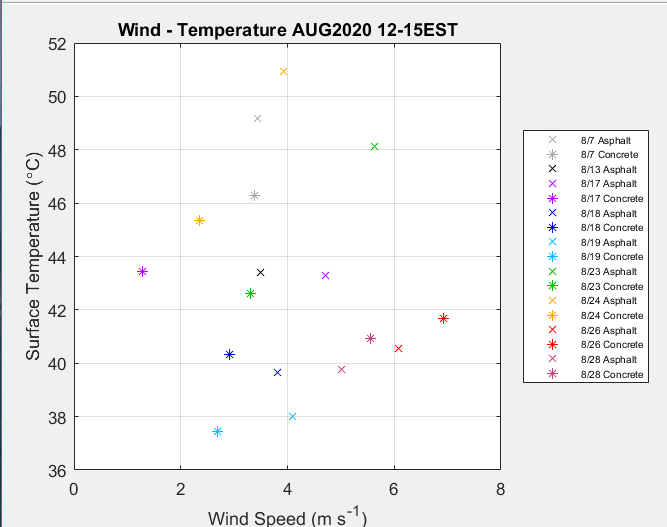 Wind - Temperature AUG2020 12-15EST
52
50
48
46
44
42
40
38
36
Surface Temperature (°C)
0 2 4 6 8
Wind Speed (m s⁻¹)
8/7 Asphalt
8/7 Concrete
8/13 Asphalt
8/17 Asphalt
8/17 Concrete
8/18 Asphalt
8/18 Concrete
8/19 Asphalt
8/19 Concrete
8/23 Asphalt
8/23 Concrete
8/24 Asphalt
8/24 Concrete
8/26 Asphalt
8/26 Concrete
8/28 Asphalt
8/28 Concrete